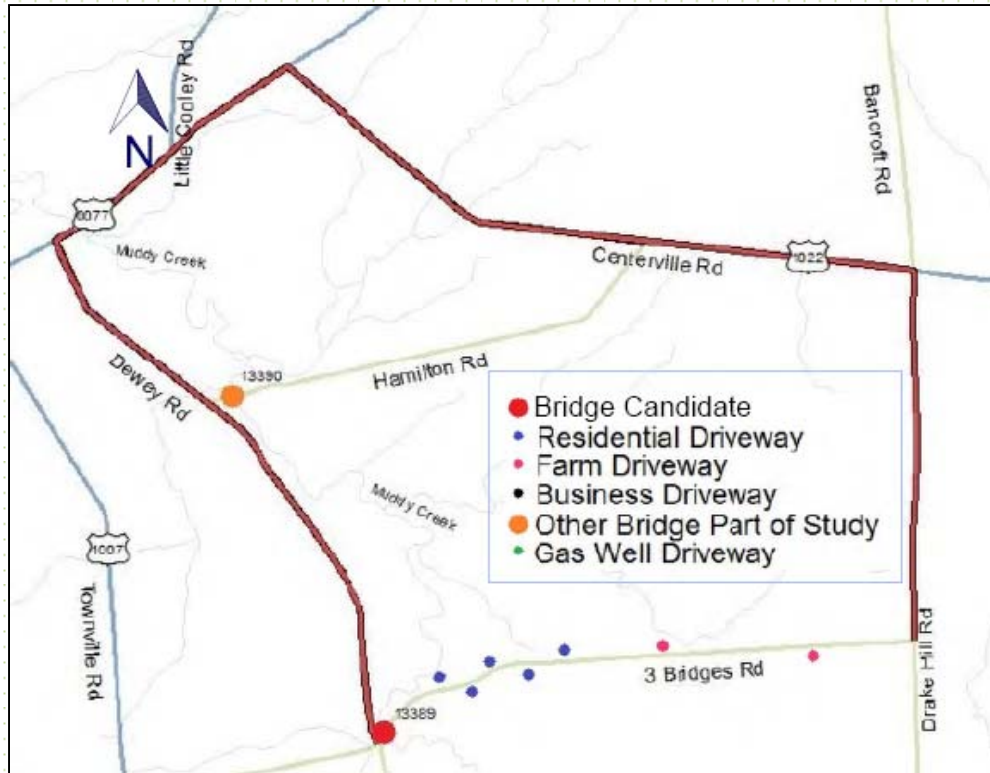 Little Cooley Rd
Bancroft Rd
N
6077
Muddy Creek
Centerville Rd
1022
Dewey Rd
13390
Hamilton Rd
Bridge Candidate
Residential Driveway
Farm Driveway
Business Driveway
Other Bridge Part of Study
Gas Well Driveway
Muddy Creek
1007
Townville Rd
3 Bridges Rd
Drake Hill Rd
13389